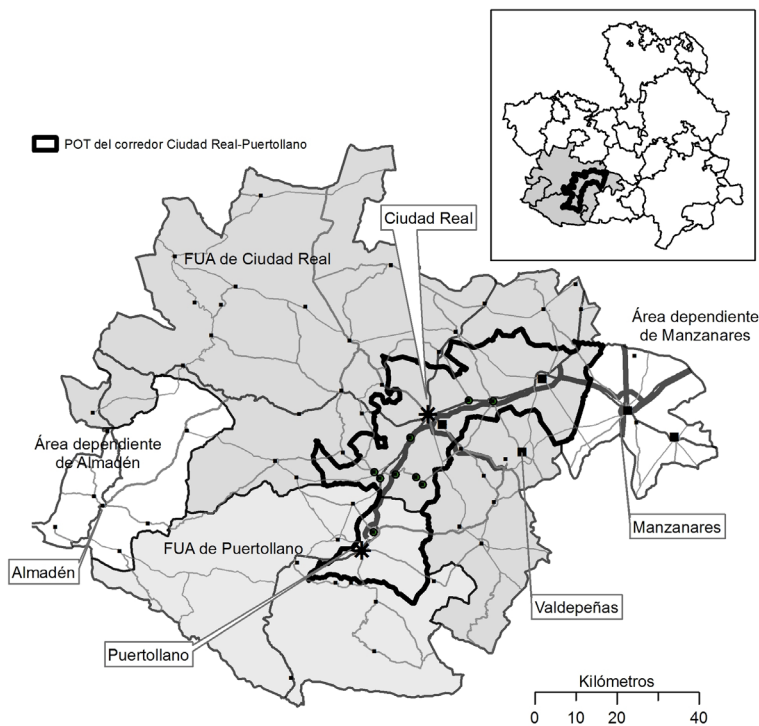 POT del corredor Ciudad Real-Puertollano
Ciudad Real
FUA de Ciudad Real
Área dependiente
de Manzanares
Área dependiente
de Almadén
Manzanares
FUA de Puertollano
Almadén
Valdepeñas
Puertollano
Kilómetros
0 10 20 40